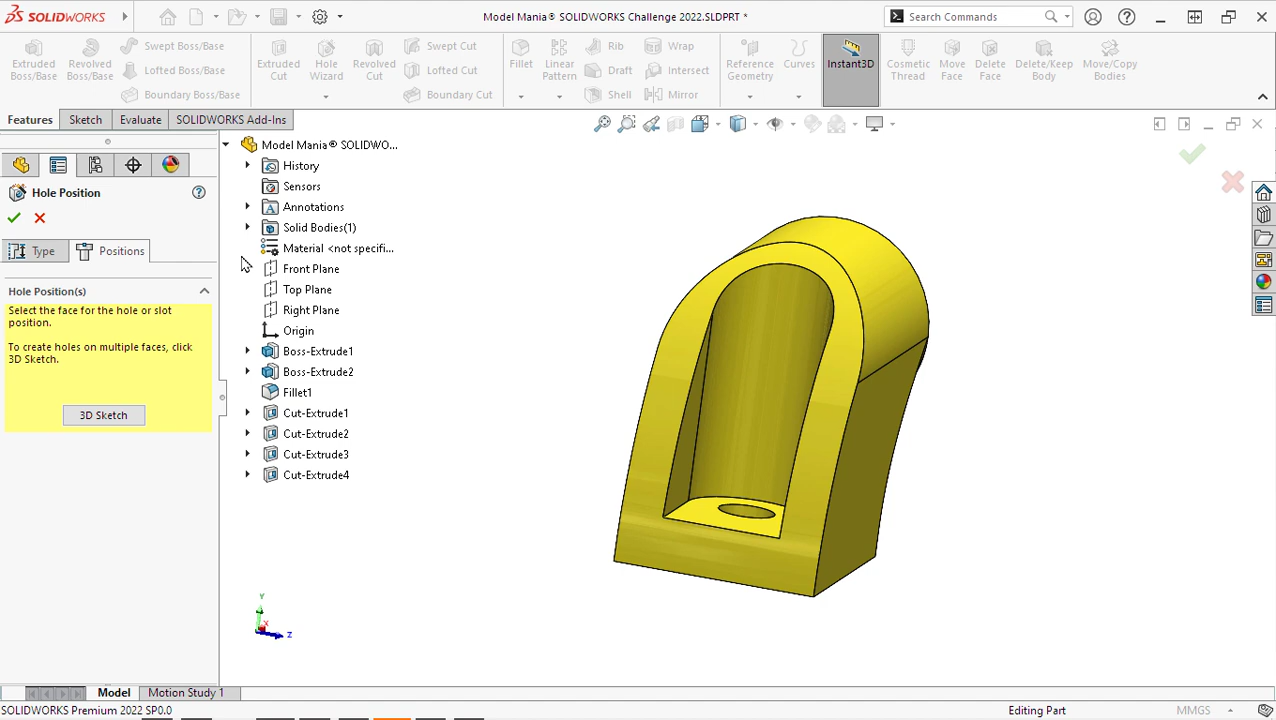 SOLIDWORKS
Model Mania® SOLIDWORKS Challenge 2022.SLDPRT *
Search Commands
Extruded Boss/Base
Revolved Boss/Base
Swept Boss/Base
Lofted Boss/Base
Boundary Boss/Base
Extruded Cut
Hole Wizard
Revolved Cut
Swept Cut
Lofted Cut
Boundary Cut
Fillet
Linear Pattern
Rib
Draft
Shell
Wrap
Intersect
Mirror
Reference Geometry
Curves
Instant3D
Cosmetic Thread
Move Face
Delete Face
Delete/Keep Body
Move/Copy Bodies
Features
Sketch
Evaluate
SOLIDWORKS Add-Ins
Hole Position
Type
Positions
Hole Position(s)
Select the face for the hole or slot
position.
To create holes on multiple faces, click
3D Sketch.
3D Sketch
Model Mania® SOLIDWO...
History
Sensors
Annotations
Solid Bodies(1)
Material <not specifi...
Front Plane
Top Plane
Right Plane
Origin
Boss-Extrude1
Boss-Extrude2
Fillet1
Cut-Extrude1
Cut-Extrude2
Cut-Extrude3
Cut-Extrude4
Y
X
Z
Model
Motion Study 1
SOLIDWORKS Premium 2022 SP0.0
Editing Part
MMGS